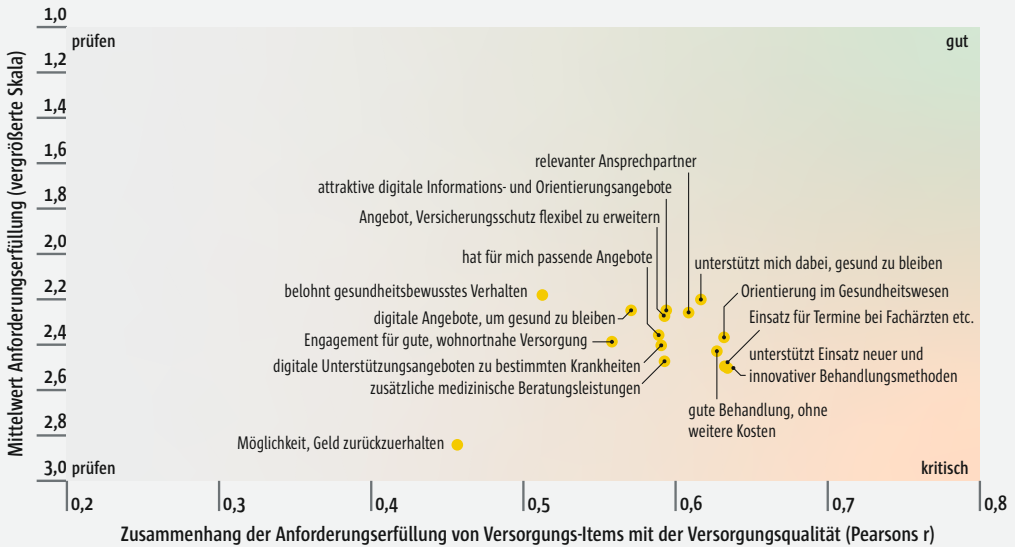 Mittelwert Anforderungserfüllung (vergrößerte Skala)
1,0
1,2
1,4
1,6
1,8
2,0
2,2
2,4
2,6
2,8
3,0
prüfen
gut
relevanter Ansprechpartner
attraktive digitale Informations- und Orientierungsangebote
Angebot, Versicherungsschutz flexibel zu erweitern
hat für mich passende Angebote
unterstützt mich dabei, gesund zu bleiben
belohnt gesundheitsbewusstes Verhalten
Orientierung im Gesundheitswesen
digitale Angebote, um gesund zu bleiben
Einsatz für Termine bei Fachärzten etc.
Engagement für gute, wohnortnahe Versorgung
unterstützt Einsatz neuer und
innovativer Behandlungsmethoden
digitale Unterstützungsangeboten zu bestimmten Krankheiten
zusätzliche medizinische Beratungsleistungen
gute Behandlung, ohne
weitere Kosten
Möglichkeit, Geld zurückzuerhalten
prüfen
kritisch
0,2
0,3
0,4
0,5
0,6
0,7
0,8
Zusammenhang der Anforderungserfüllung von Versorgungs-Items mit der Versorgungsqualität (Pearsons r)